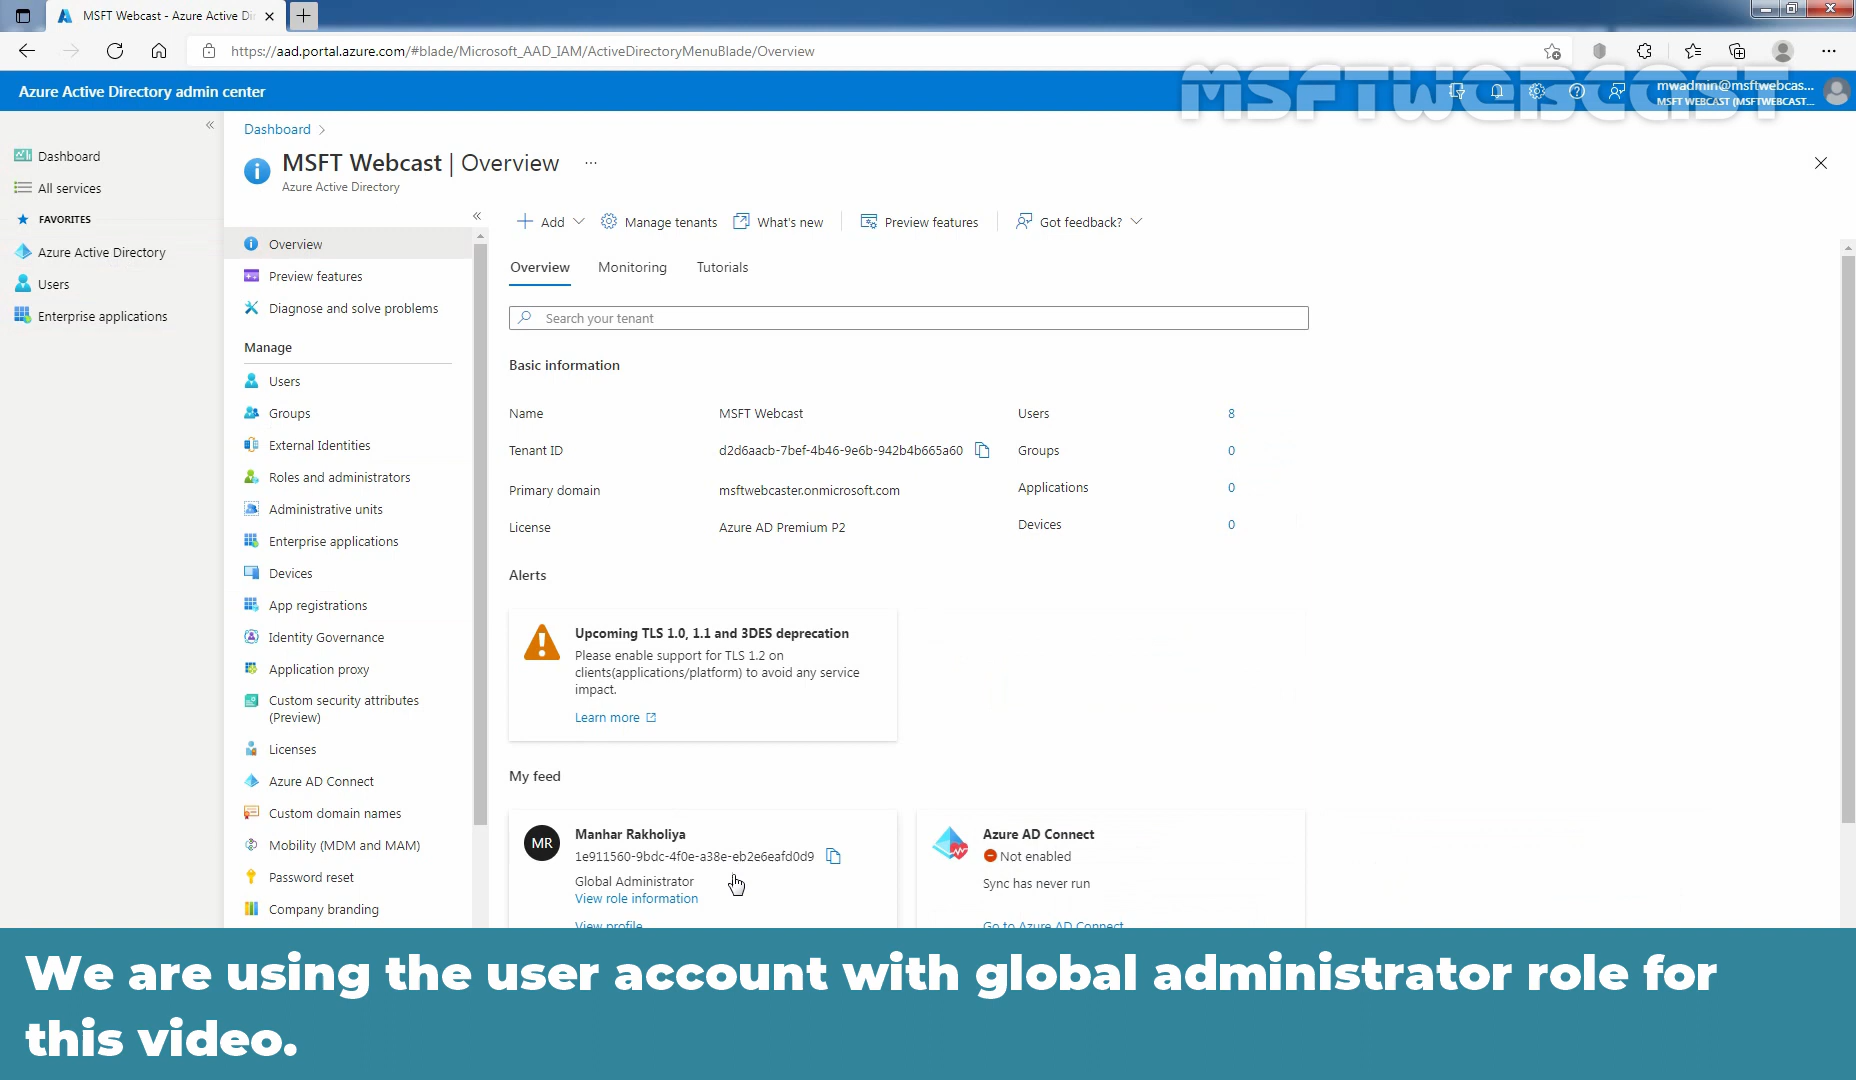 MSFT Webcast - Azure Active Di
https://aad.portal.azure.com/#blade/Microsoft_AAD_IAM/ActiveDirectoryMenuBlade/Overview
MSFTWEBCAST
Azure Active Directory admin center
mwadmin@msftwebcas...
MSFT WEBCAST (MSFTWEBCAST...
Dashboard
All services
FAVORITES
Azure Active Directory
Users
Enterprise applications
Dashboard
MSFT Webcast | Overview
Azure Active Directory
Overview
Preview features
Diagnose and solve problems
Manage
Users
Groups
External Identities
Roles and administrators
Administrative units
Enterprise applications
Devices
App registrations
Identity Governance
Application proxy
Custom security attributes
(Preview)
Licenses
Azure AD Connect
Custom domain names
Mobility (MDM and MAM)
Password reset
Company branding
Add
Manage tenants
What's new
Preview features
Got feedback?
Overview
Monitoring
Tutorials
Search your tenant
Basic information
Name MSFT Webcast Users 8
Tenant ID d2d6aacb-7bef-4b46-9e6b-942b4b665a60 Groups 0
Primary domain msftwebcaster.onmicrosoft.com Applications 0
License Azure AD Premium P2 Devices 0
Alerts
Upcoming TLS 1.0, 1.1 and 3DES deprecation
Please enable support for TLS 1.2 on
clients(applications/platform) to avoid any service
impact.
Learn more
My feed
MR
Manhar Rakholiya
1e911560-9bdc-4f0e-a38e-eb2e6eafd0d9
Global Administrator
View role information
View profile
Azure AD Connect
Not enabled
Sync has never run
Go to Azure AD Connect
We are using the user account with global administrator role for
this video.